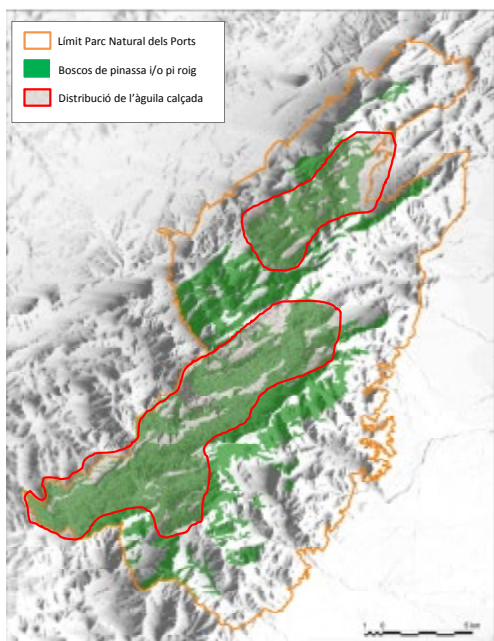 Límit Parc Natural dels Ports
Boscos de pinassa i/o pi roig
Distribució de l'àguila calçada